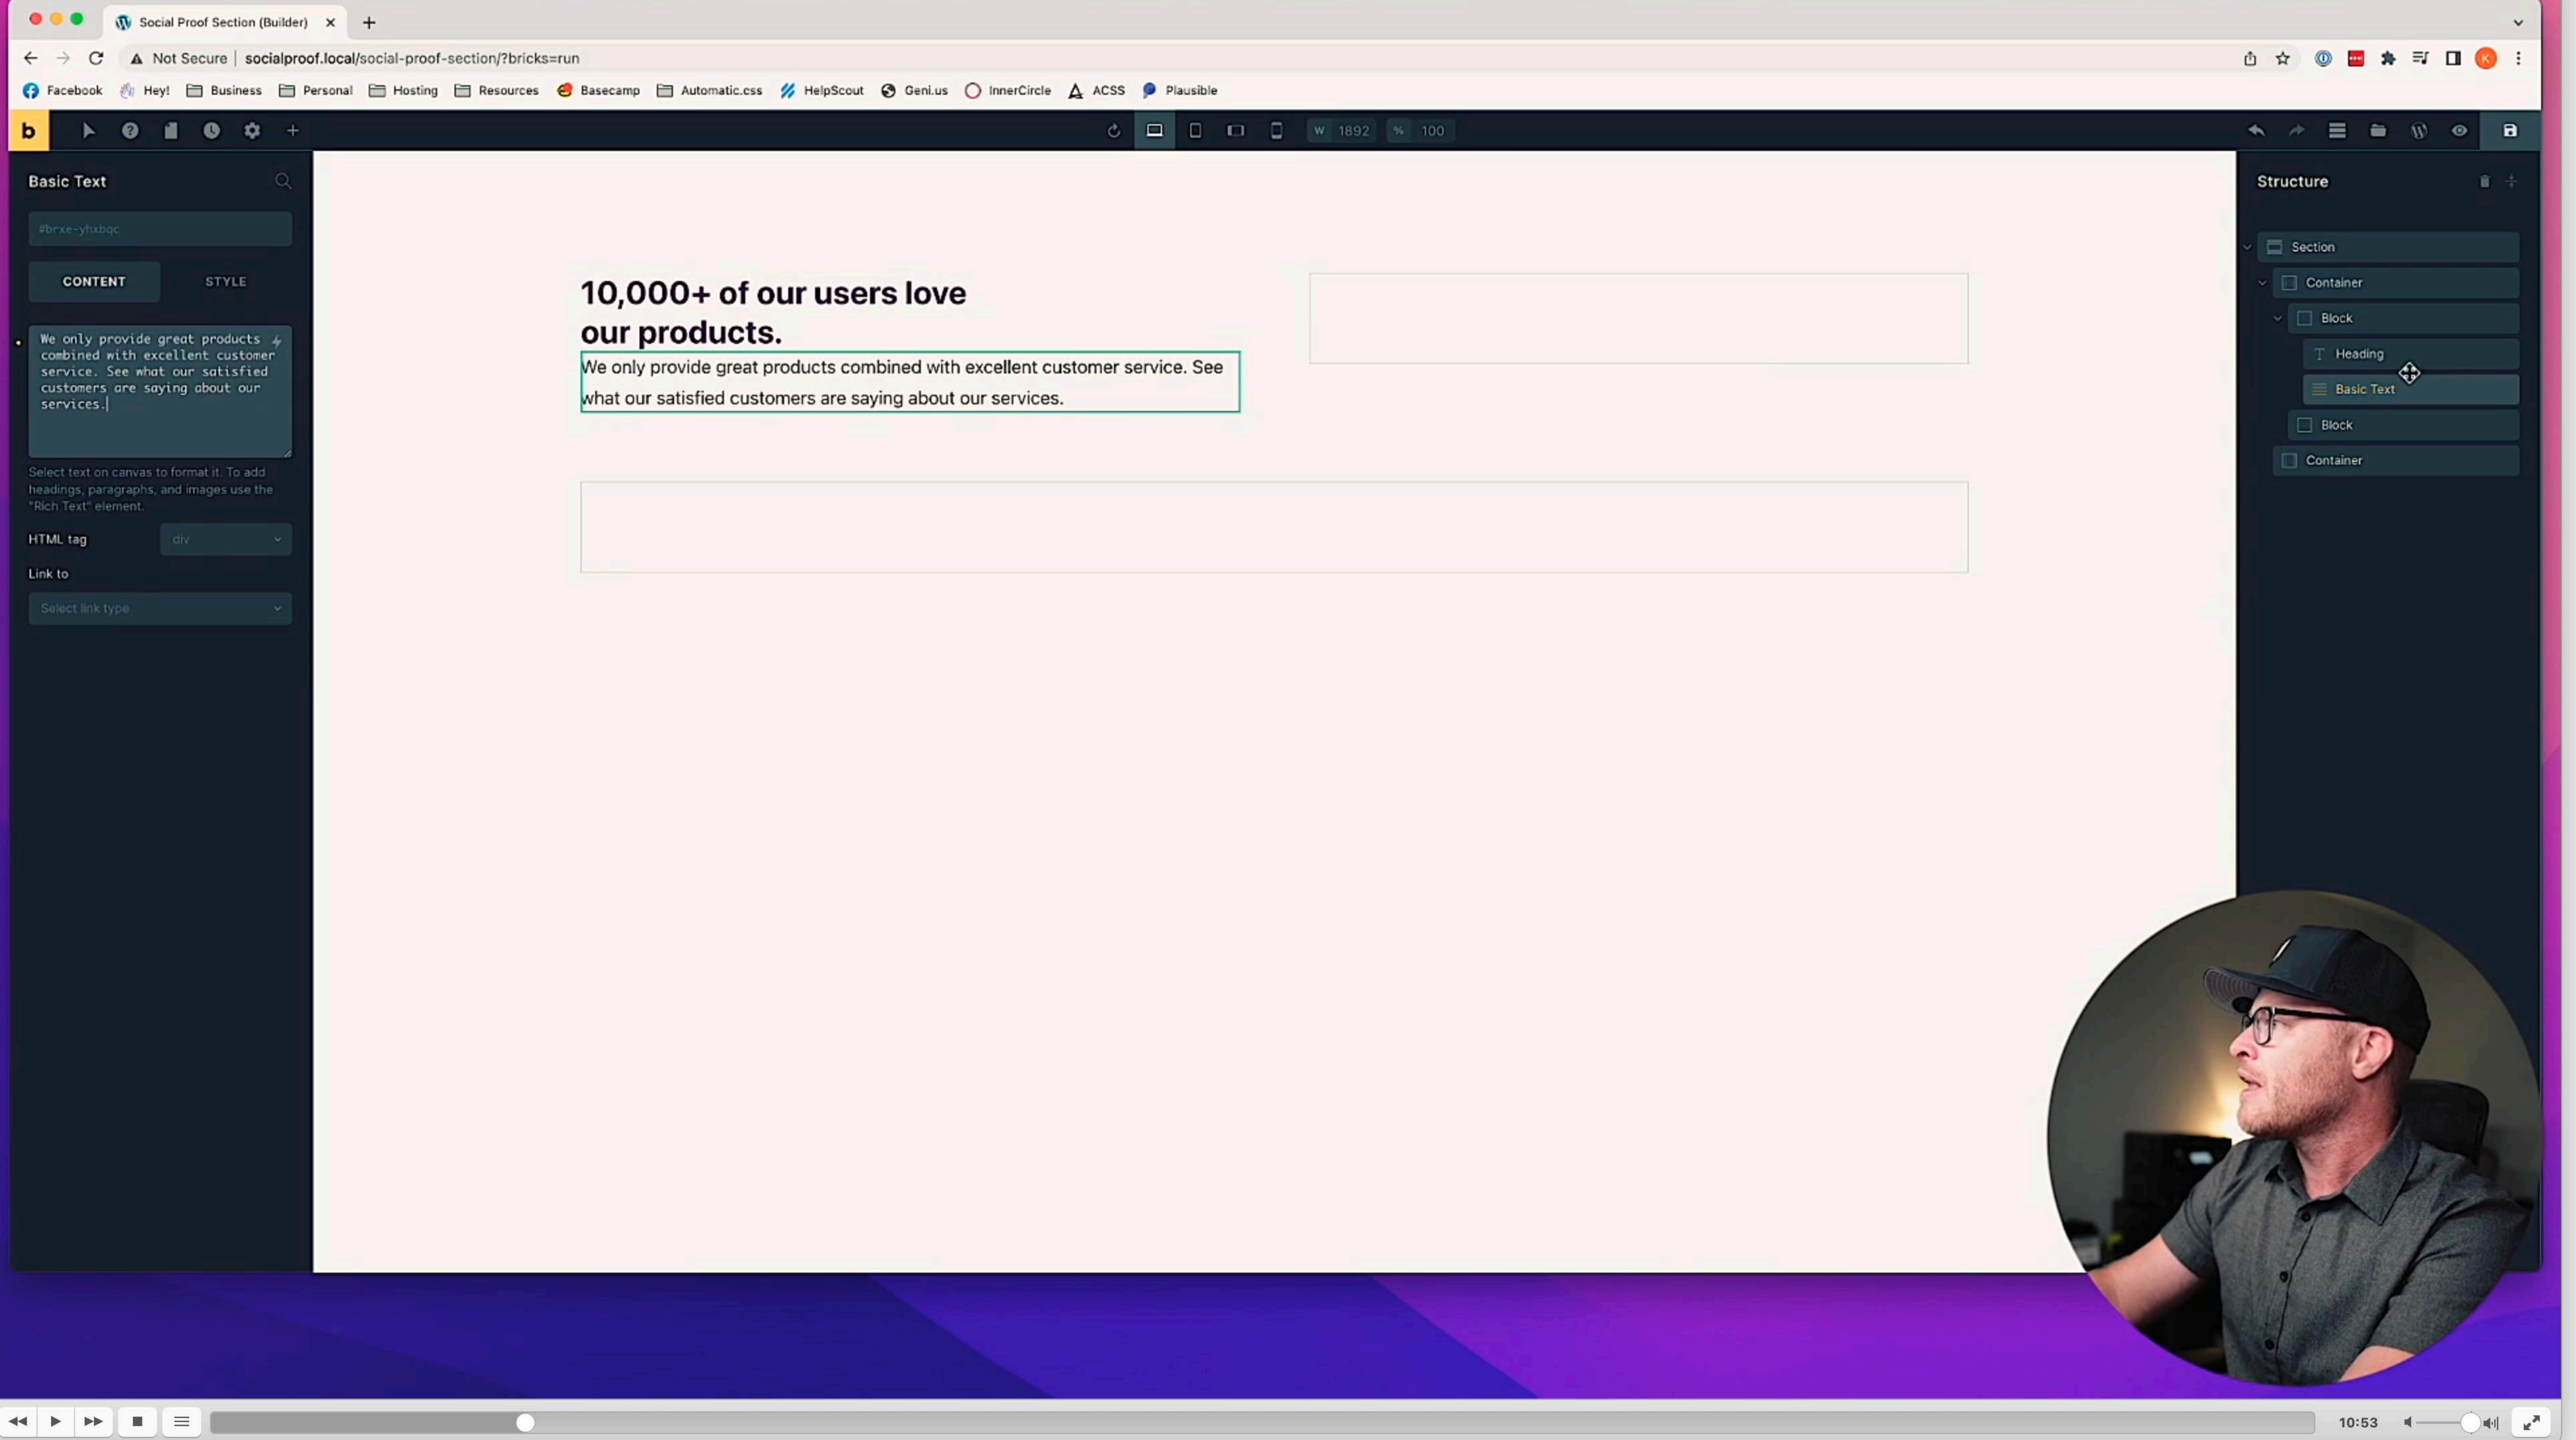 Social Proof Section (Builder)
Not Secure | socialproof.local/social-proof-section/?bricks=run
K
Facebook Hey! Business Personal Hosting Resources Basecamp Automatic.css HelpScout Geni.us InnerCircle ACSS Plausible
b
W 1892 % 100
Basic Text
#brxe-yhxbqc
CONTENT STYLE
We only provide great products
combined with excellent customer
service. See what our satisfied
customers are saying about our
services.
Select text on canvas to format it. To add
headings, paragraphs, and images use the
"Rich Text" element.
HTML tag div
Link to
Select link type
10,000+ of our users love
our products.
We only provide great products combined with excellent customer service. See
what our satisfied customers are saying about our services.
Structure
Section
Container
Block
Heading
Basic Text
Block
Container
10:53